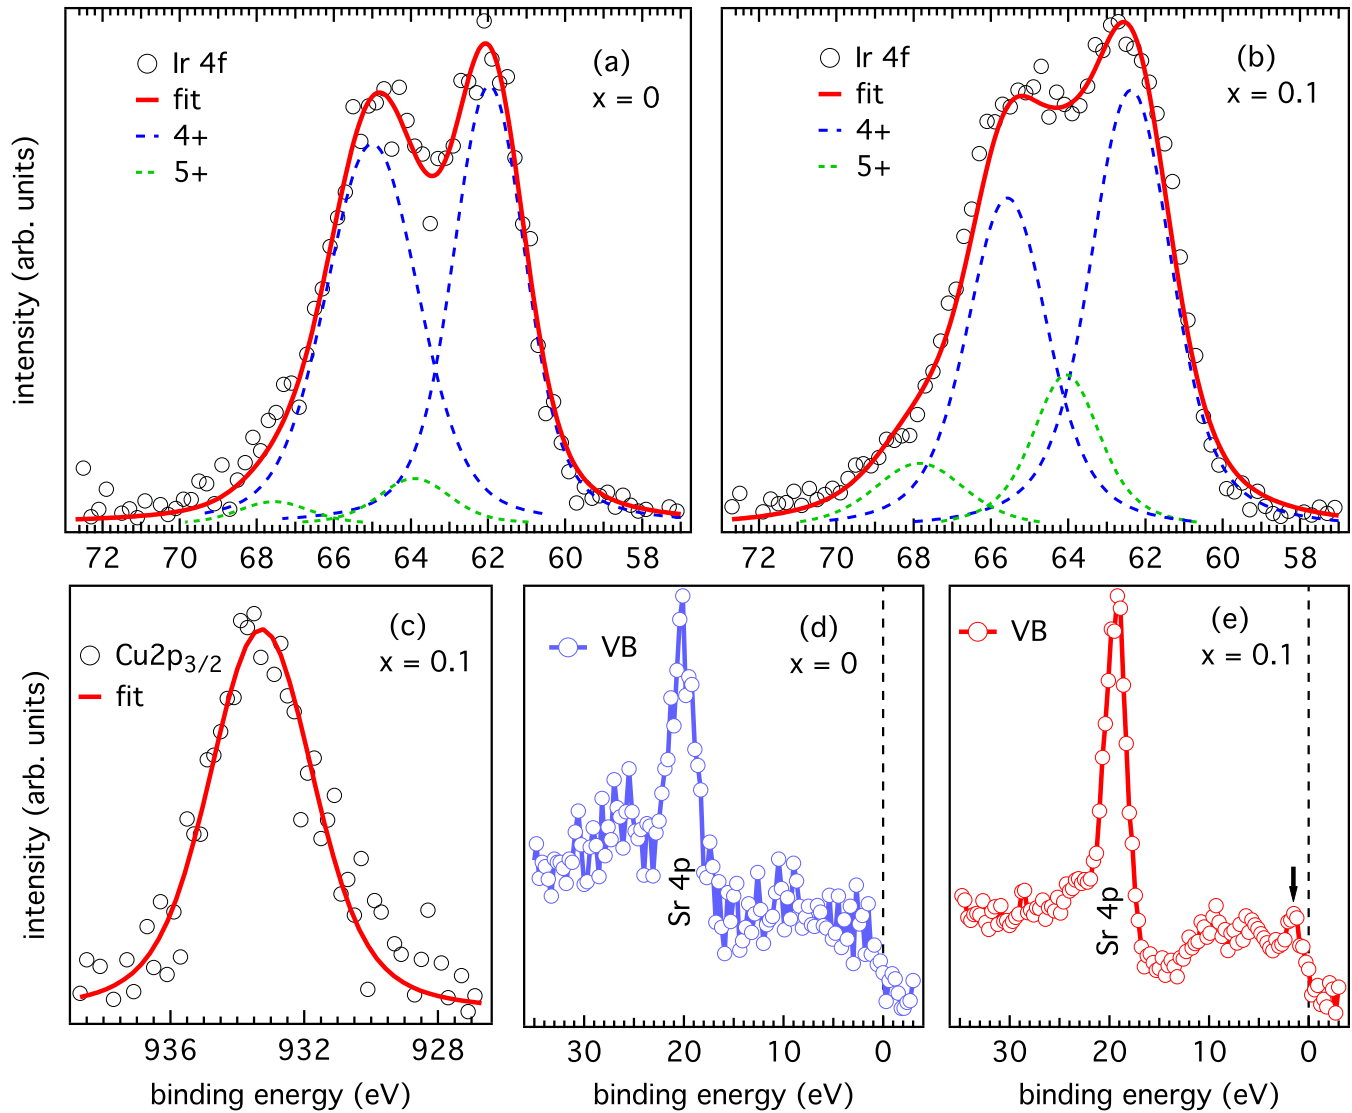 (a)
x = 0
Ir 4f
fit
4+
5+
intensity (arb. units)
72 70 68 66 64 62 60 58
(b)
x = 0.1
Ir 4f
fit
4+
5+
72 70 68 66 64 62 60 58
(c)
x = 0.1
Cu2p3/2
fit
intensity (arb. units)
936 932 928
binding energy (eV)
(d)
x = 0
VB
Sr 4p
30 20 10 0
binding energy (eV)
(e)
x = 0.1
VB
Sr 4p
30 20 10 0
binding energy (eV)